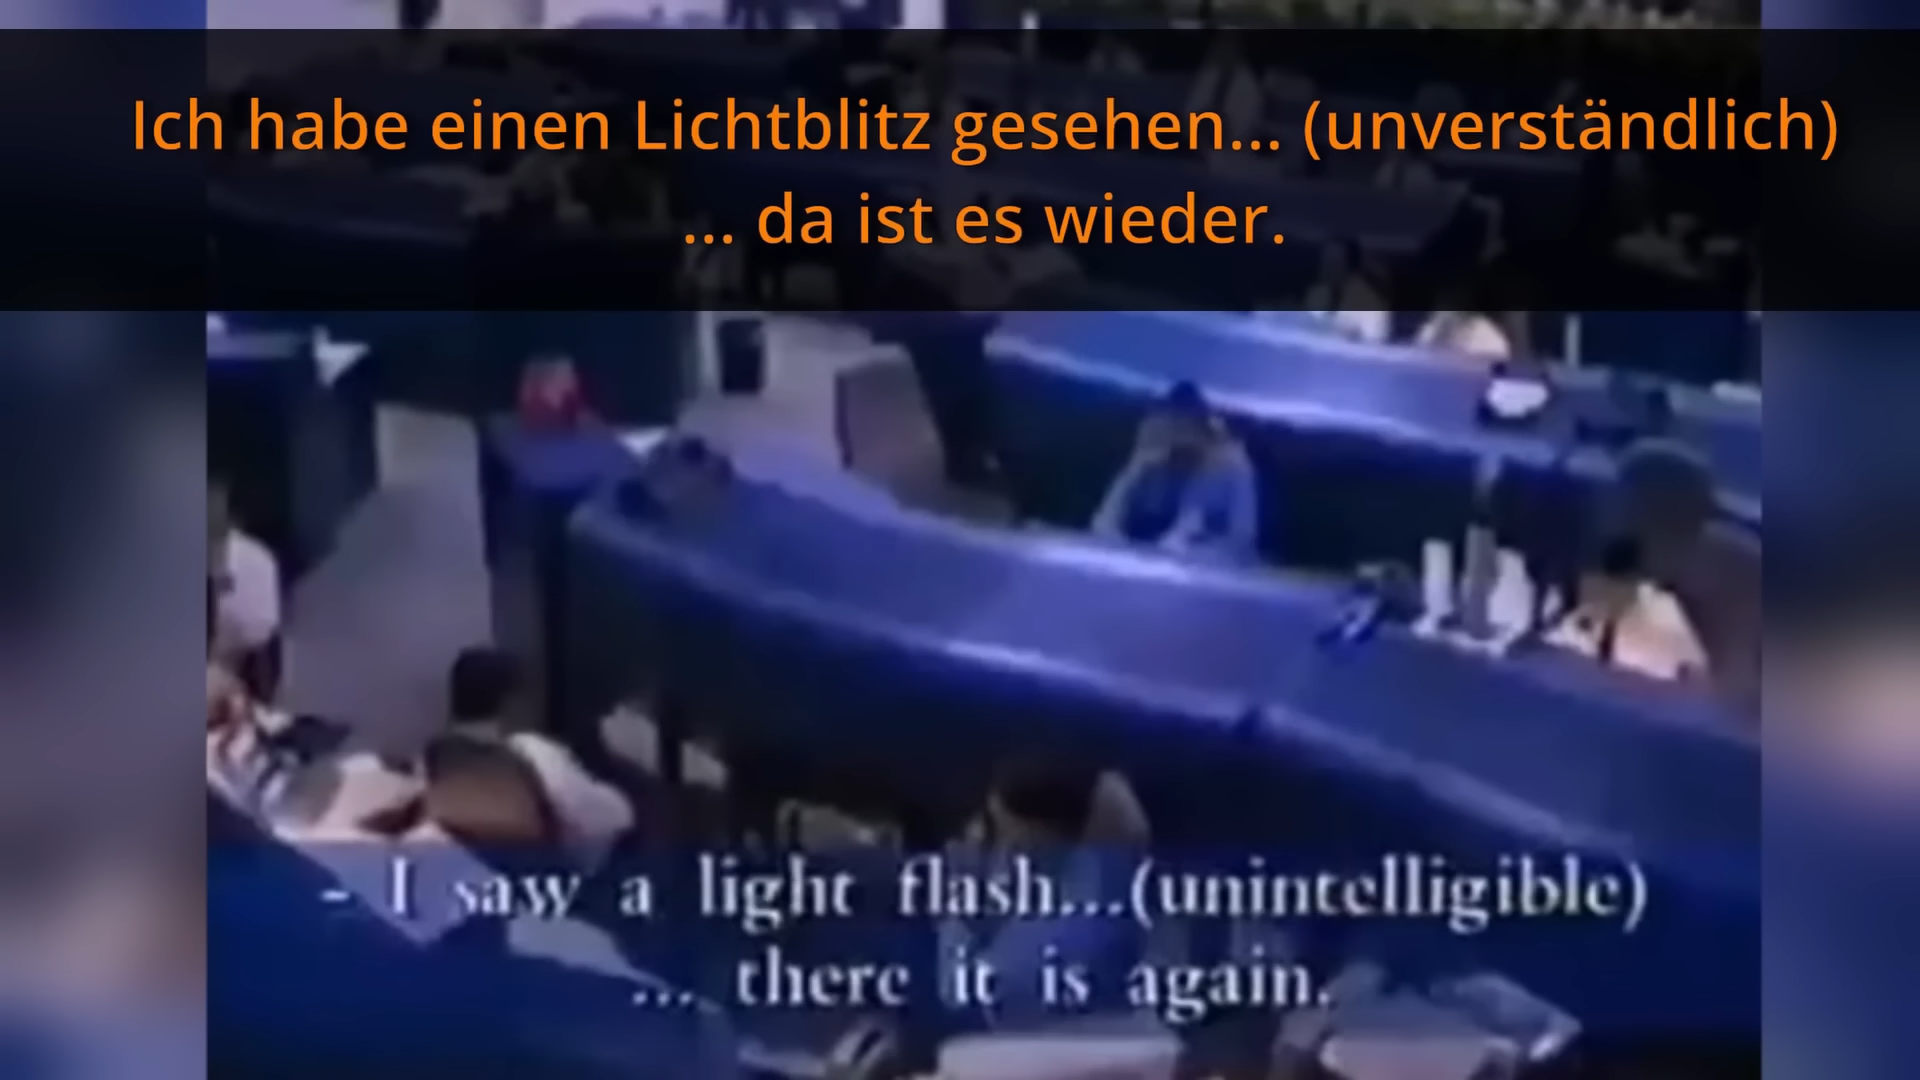 Ich habe einen Lichtblitz gesehen... (unverständlich)
... da ist es wieder.
- I saw a light flash...(unintelligible)
... there it is again.